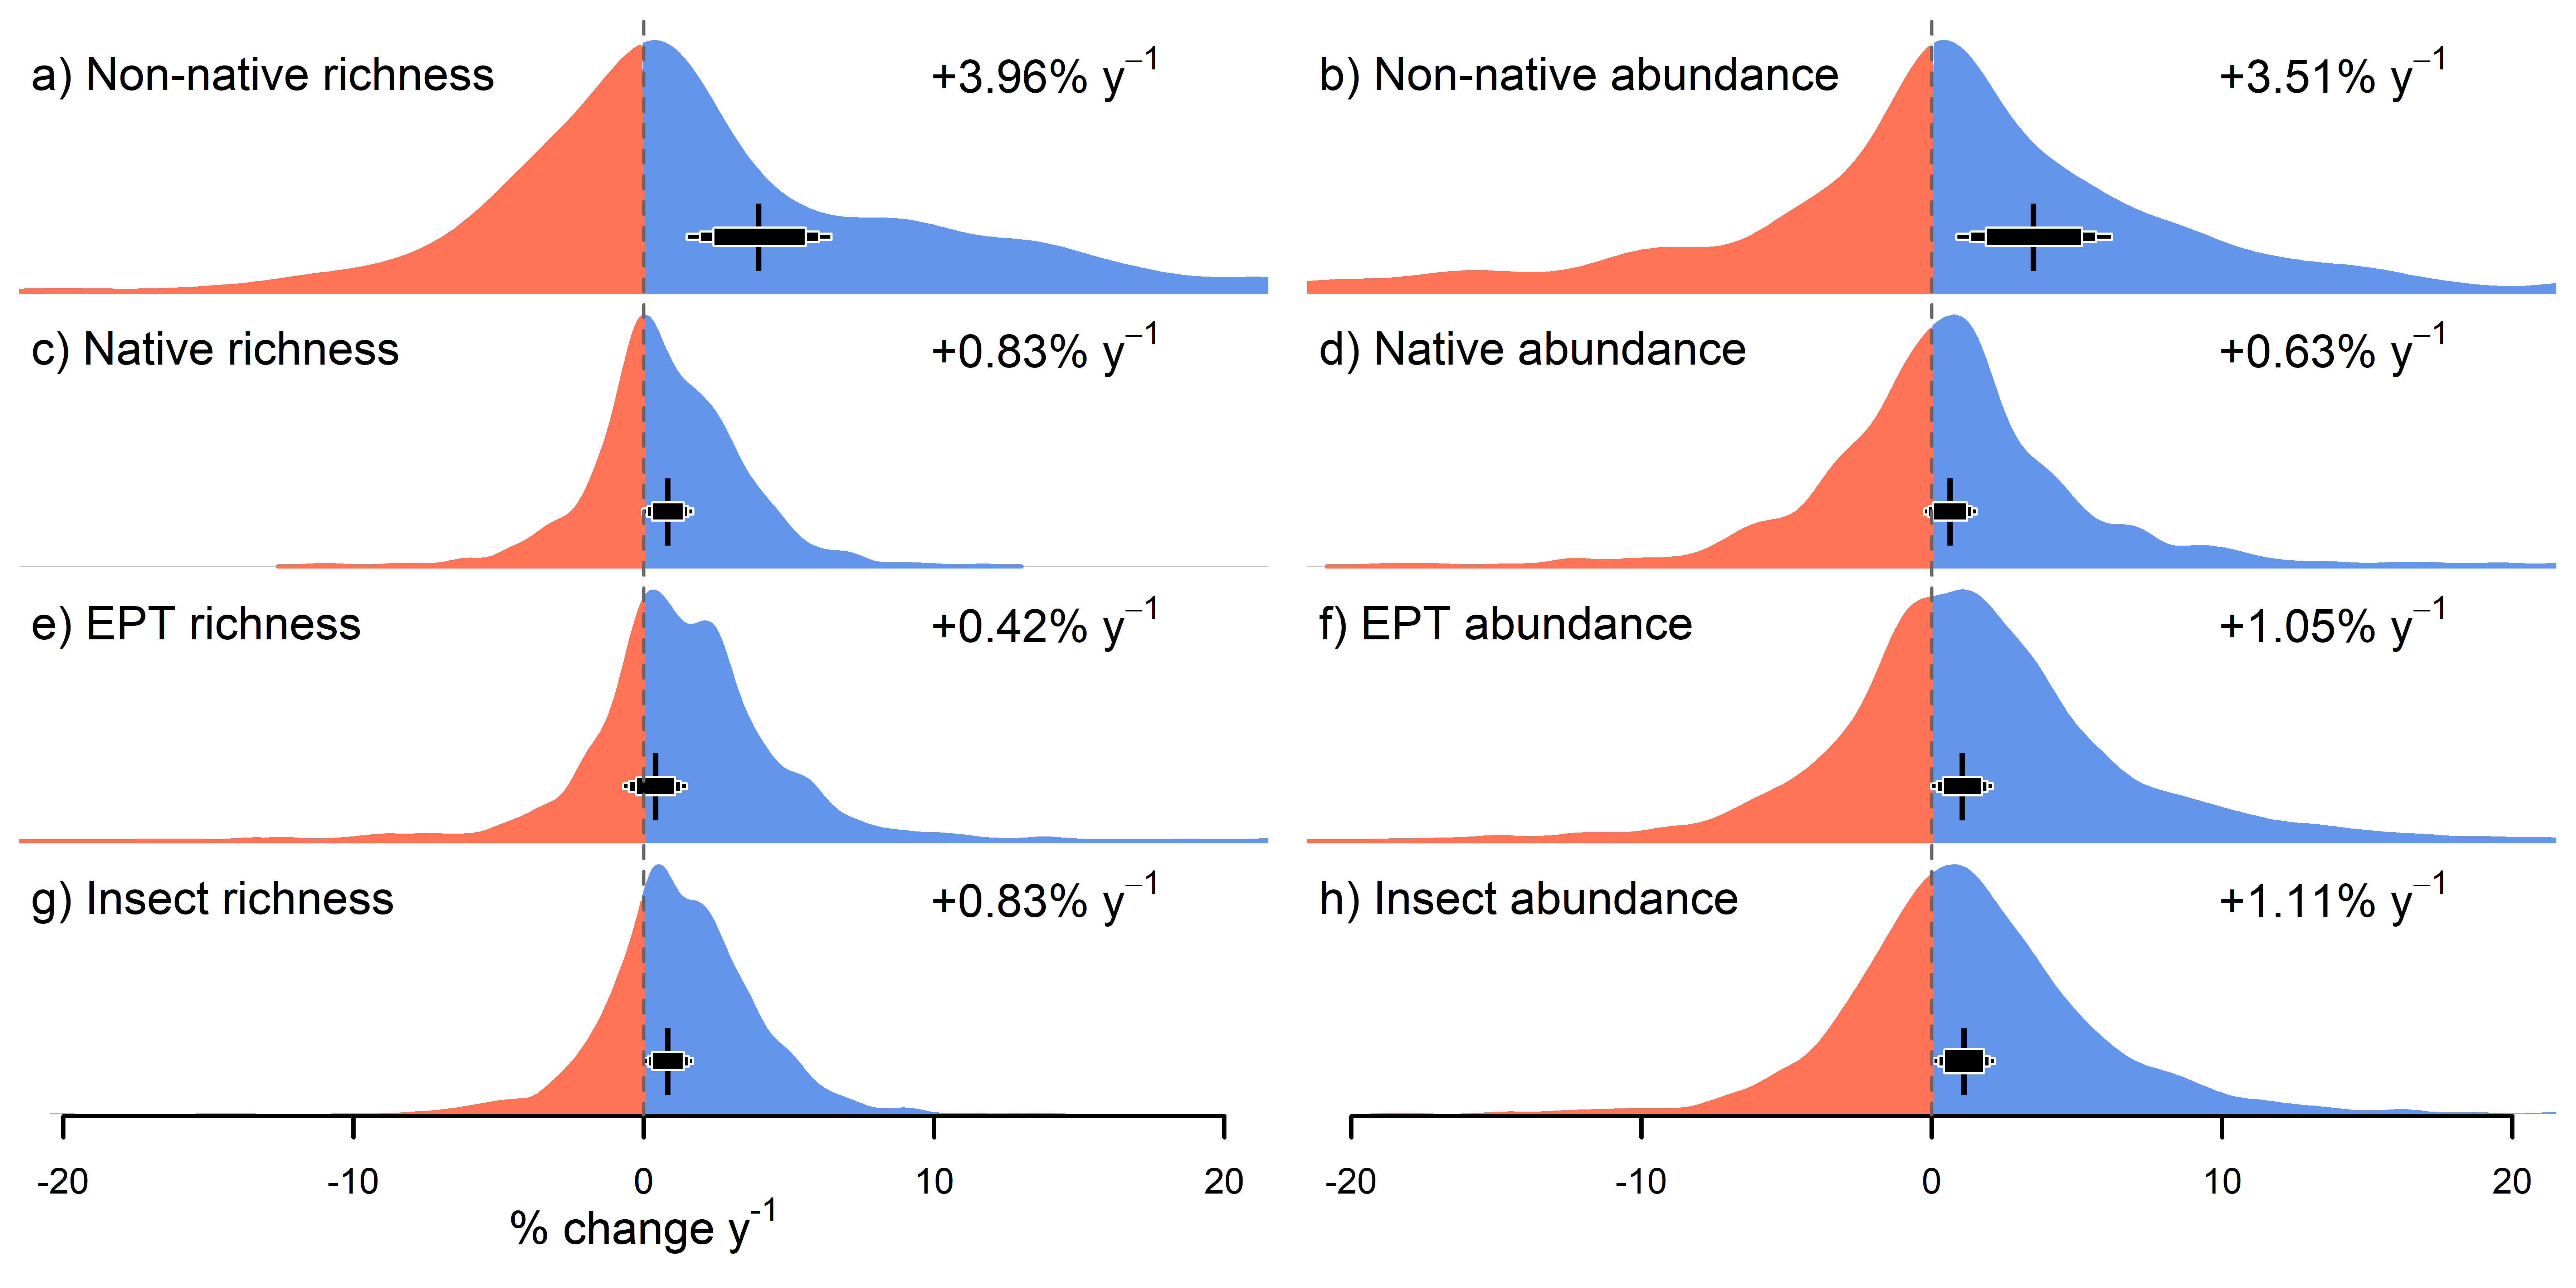 a) Non-native richness +3.96% y⁻¹
b) Non-native abundance +3.51% y⁻¹
c) Native richness +0.83% y⁻¹
d) Native abundance +0.63% y⁻¹
e) EPT richness +0.42% y⁻¹
f) EPT abundance +1.05% y⁻¹
g) Insect richness +0.83% y⁻¹
h) Insect abundance +1.11% y⁻¹
-20 -10 0 10 20
-20 -10 0 10 20
% change y⁻¹